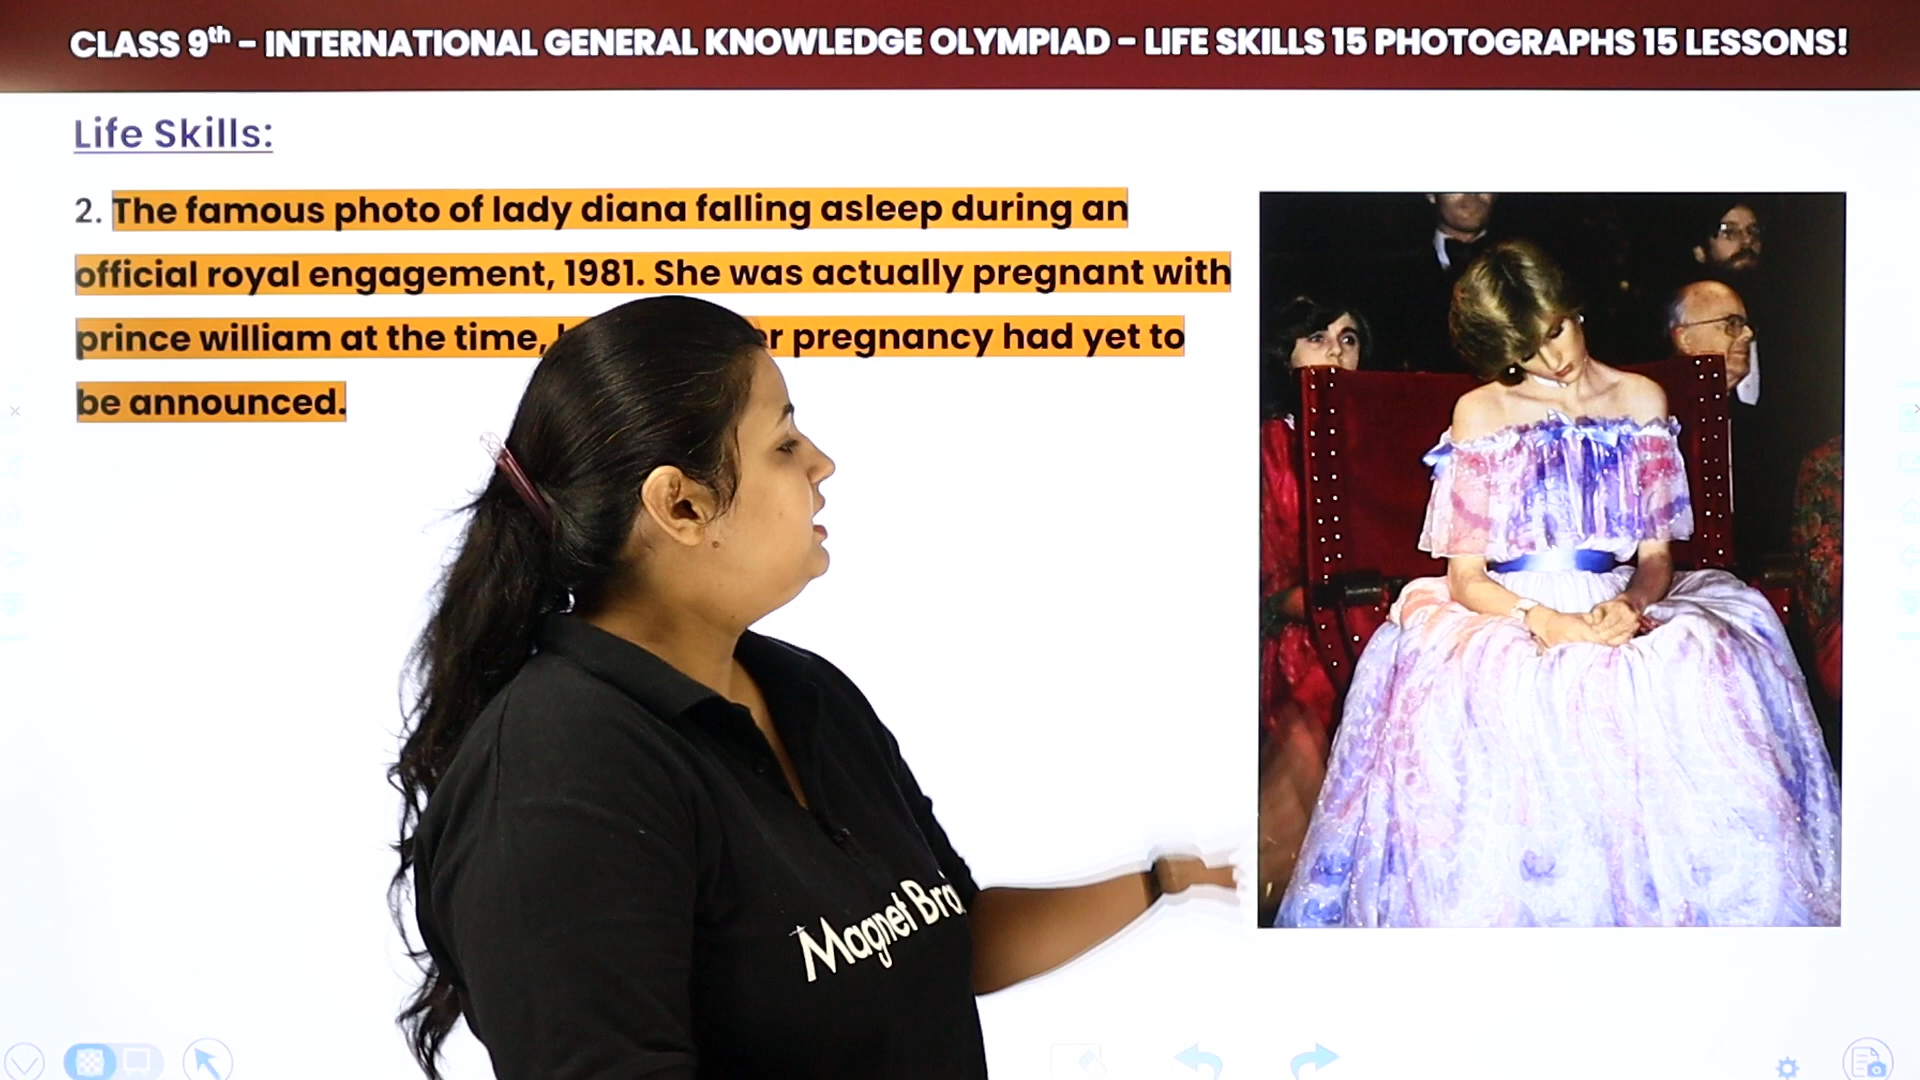 CLASS 9th – INTERNATIONAL GENERAL KNOWLEDGE OLYMPIAD – LIFE SKILLS 15 PHOTOGRAPHS 15 LESSONS!
Life Skills:
2. The famous photo of lady diana falling asleep during an
official royal engagement, 1981. She was actually pregnant with
prince william at the time, pregnancy had yet to
be announced.
Magnet